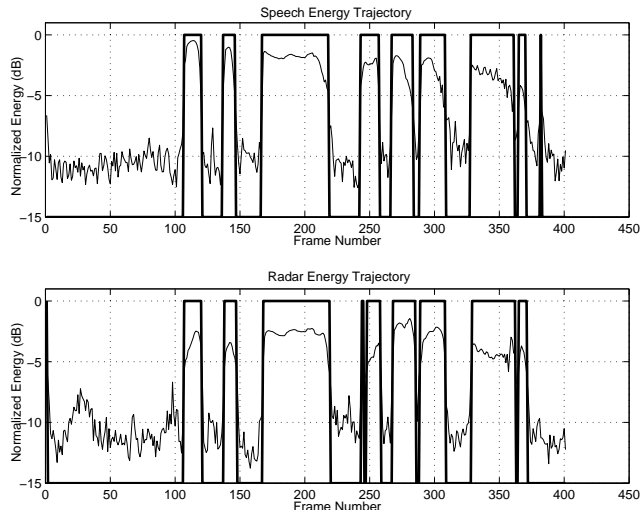 Speech Energy Trajectory
Normalized Energy (dB)
0
−5
−10
−15
0 50 100 150 200 250 300 350 400 450
Frame Number
Radar Energy Trajectory
Normalized Energy (dB)
0
−5
−10
−15
0 50 100 150 200 250 300 350 400 450
Frame Number